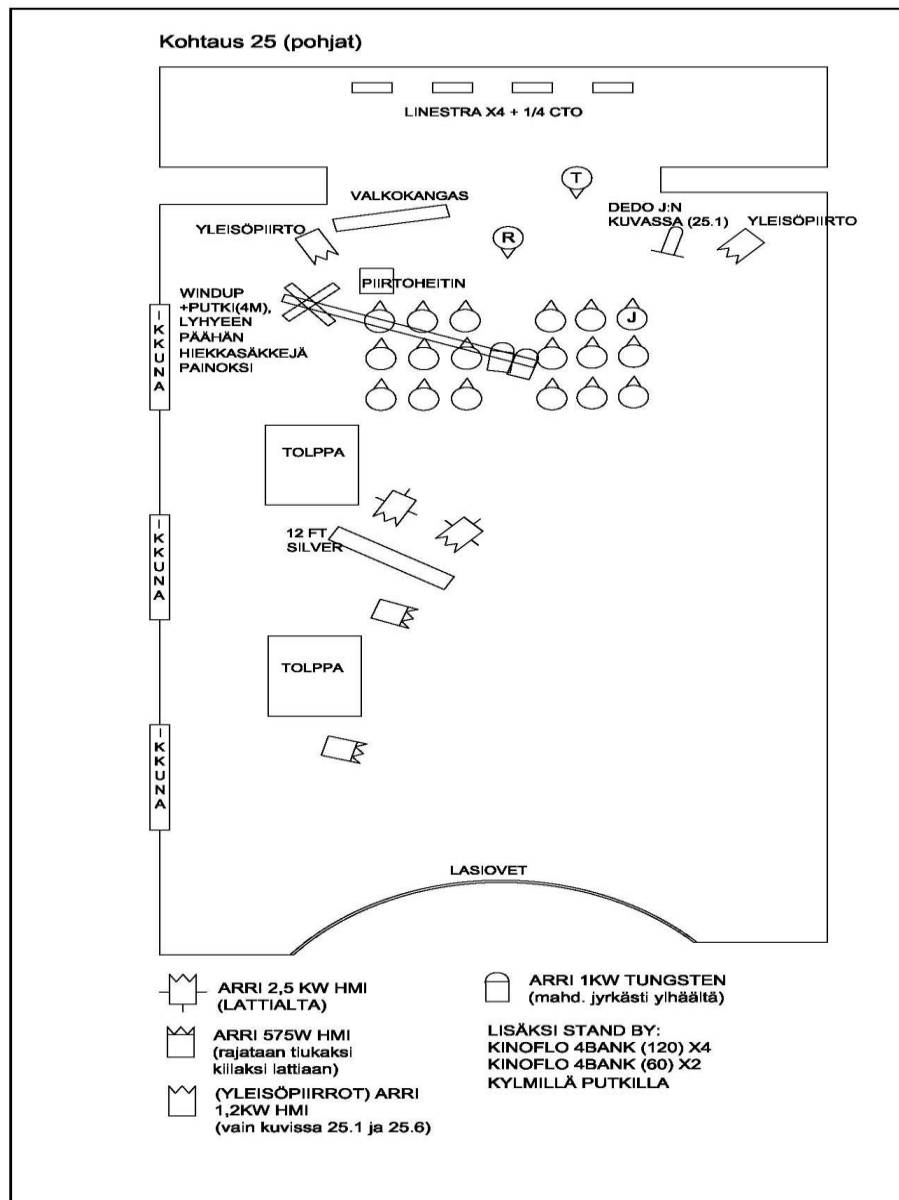 Kohtaus 25 (pohjat)
LINESTRA X4 + 1/4 CTO
T
VALKOKANGAS
DEDO J:N
KUVASSA (25.1)
YLEISÖPIIRTO
YLEISÖPIIRTO
R
PIIRTOHEITIN
WINDUP
+PUTKI(4M),
LYHYEEN
PÄÄHÄN
HIEKKASÄKKEJÄ
PAINOKSI
J
IKKUNA
TOLPPA
12 FT
SILVER
IKKUNA
TOLPPA
IKKUNA
LASIOVET
ARRI 2,5 KW HMI
(LATTIALTA)
ARRI 575W HMI
(rajataan tiukaksi
kiilaksi lattiaan)
(YLEISÖPIIRROT) ARRI
1,2KW HMI
(vain kuvissa 25.1 ja 25.6)
ARRI 1KW TUNGSTEN
(mahd. jyrkästi ylhäältä)
LISÄKSI STAND BY:
KINOFLO 4BANK (120) X4
KINOFLO 4BANK (60) X2
KYLMILLÄ PUTKILLA